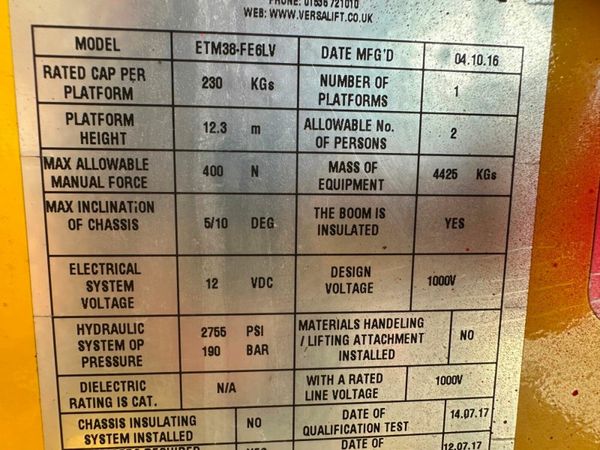 PHONE: 01536 721010
WEB: WWW.VERSALIFT.CO.UK
MODEL ETM38-FE6LV DATE MFG'D 04.10.16
RATED CAP PER PLATFORM 230 KGs NUMBER OF PLATFORMS 1
PLATFORM HEIGHT 12.3 m ALLOWABLE No. OF PERSONS 2
MAX ALLOWABLE MANUAL FORCE 400 N MASS OF EQUIPMENT 4425 KGs
MAX INCLINATION OF CHASSIS 5/10 DEG THE BOOM IS INSULATED YES
ELECTRICAL SYSTEM VOLTAGE 12 VDC DESIGN VOLTAGE 1000V
HYDRAULIC SYSTEM OP PRESSURE 2755 PSI 190 BAR MATERIALS HANDELING / LIFTING ATTACHMENT INSTALLED NO
DIELECTRIC RATING IS CAT. N/A WITH A RATED LINE VOLTAGE 1000V
CHASSIS INSULATING SYSTEM INSTALLED NO DATE OF QUALIFICATION TEST 14.07.17
DATE OF 12.07.17